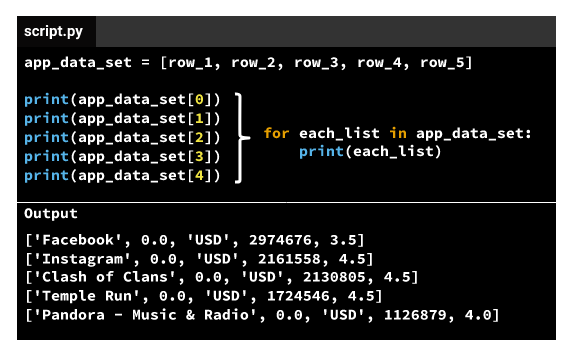 script.py
app_data_set = [row_1, row_2, row_3, row_4, row_5]
print(app_data_set[0])
print(app_data_set[1])
print(app_data_set[2])
print(app_data_set[3])
print(app_data_set[4])
for each_list in app_data_set:
    print(each_list)
Output
['Facebook', 0.0, 'USD', 2974676, 3.5]
['Instagram', 0.0, 'USD', 2161558, 4.5]
['Clash of Clans', 0.0, 'USD', 2130805, 4.5]
['Temple Run', 0.0, 'USD', 1724546, 4.5]
['Pandora - Music & Radio', 0.0, 'USD', 1126879, 4.0]